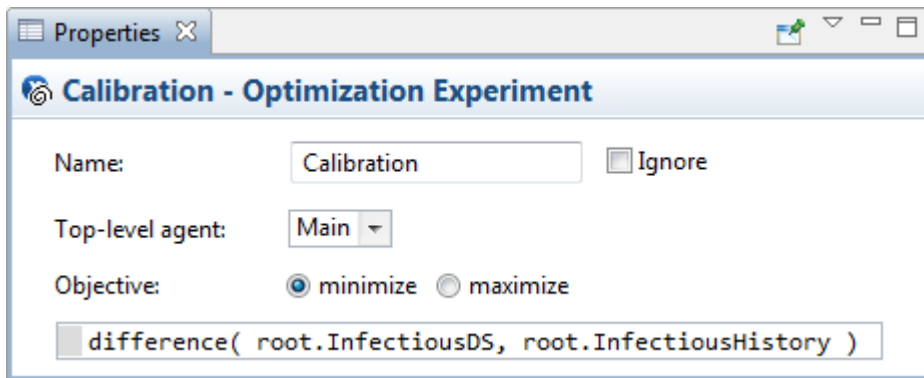 Properties
Calibration - Optimization Experiment
Name: Calibration Ignore
Top-level agent: Main
Objective: minimize maximize
difference( root.InfectiousDS, root.InfectiousHistory )